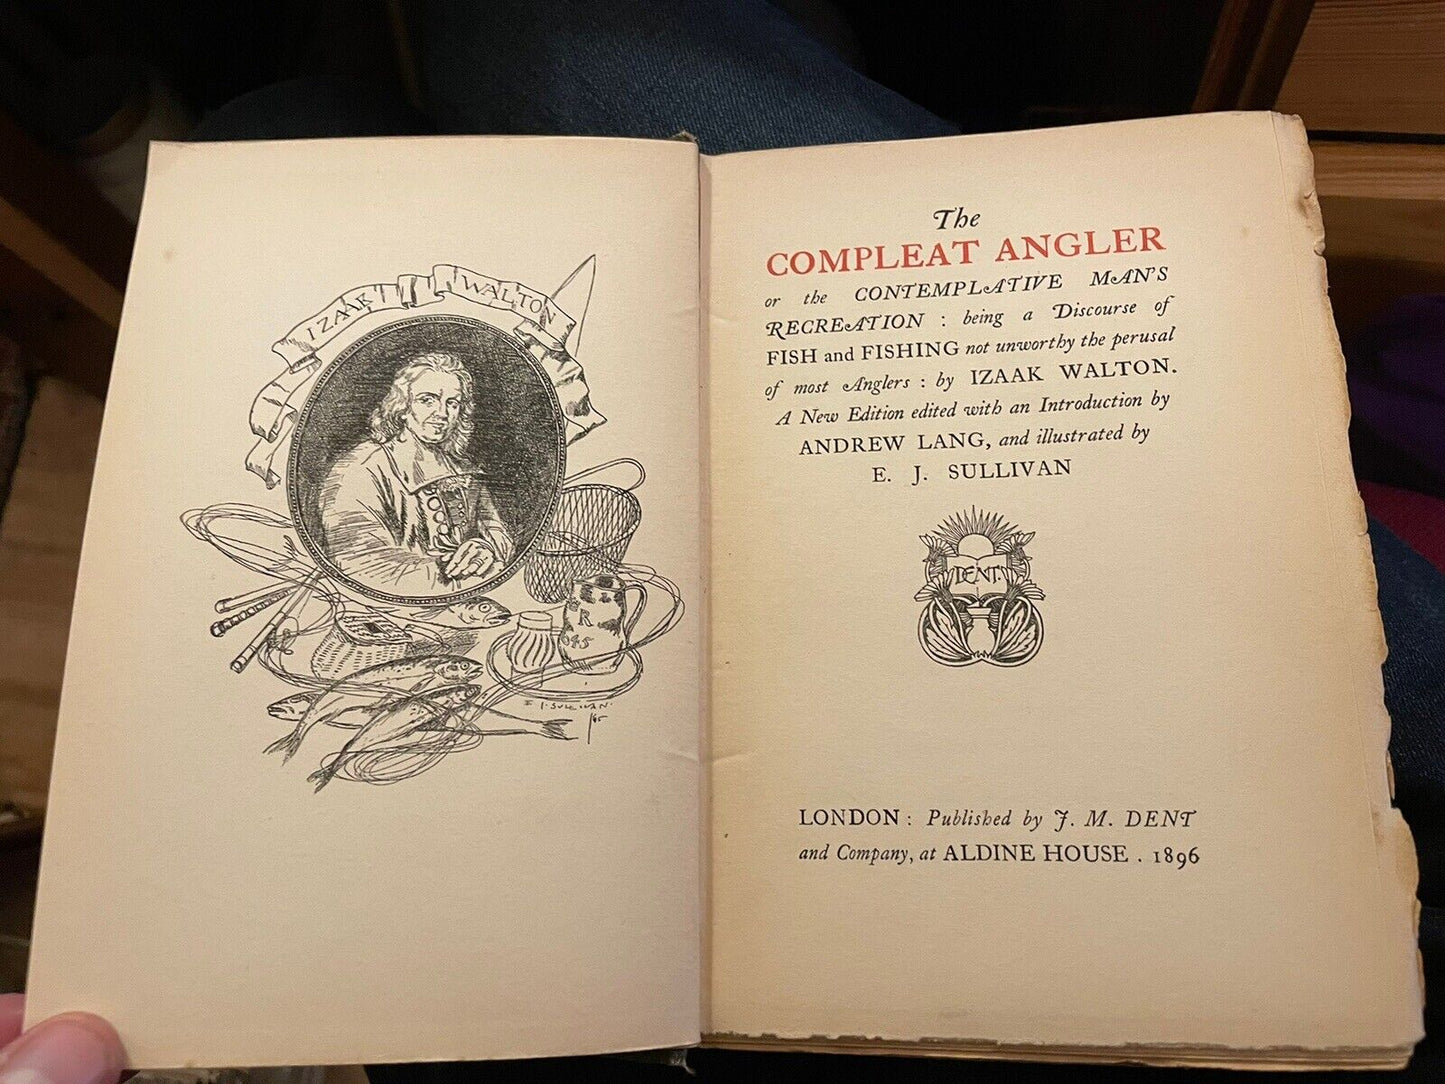 IZAAK WALTON
R
45
E. J. SULLIVAN.
The
COMPLEAT ANGLER
or the CONTEMPLATIVE MAN'S
RECREATION : being a Discourse of
FISH and FISHING not unworthy the perusal
of most Anglers : by IZAAK WALTON.
A New Edition edited with an Introduction by
ANDREW LANG, and illustrated by
E. J. SULLIVAN
DENT.
LONDON : Published by J. M. DENT
and Company, at ALDINE HOUSE . 1896